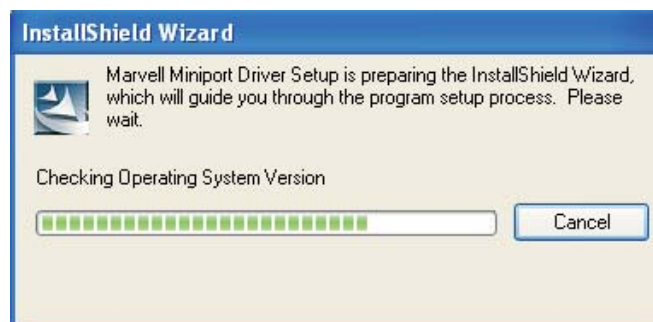 InstallShield Wizard
Marvell Miniport Driver Setup is preparing the InstallShield Wizard,
which will guide you through the program setup process.  Please
wait.
Checking Operating System Version
Cancel